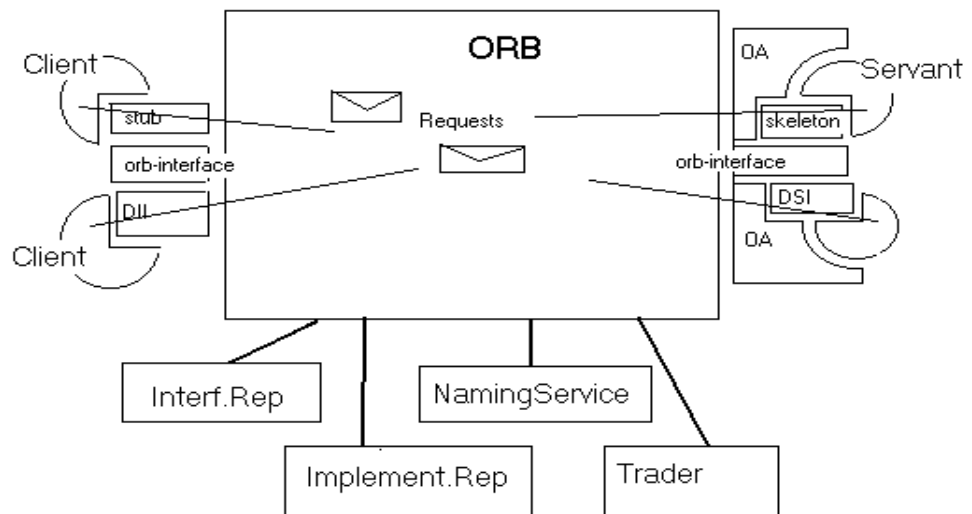 ORB
OA
Client
Servant
stub
Requests
skeleton
orb-interface
orb-interface
DII
DSI
Client
OA
Interf.Rep
NamingService
Implement.Rep
Trader